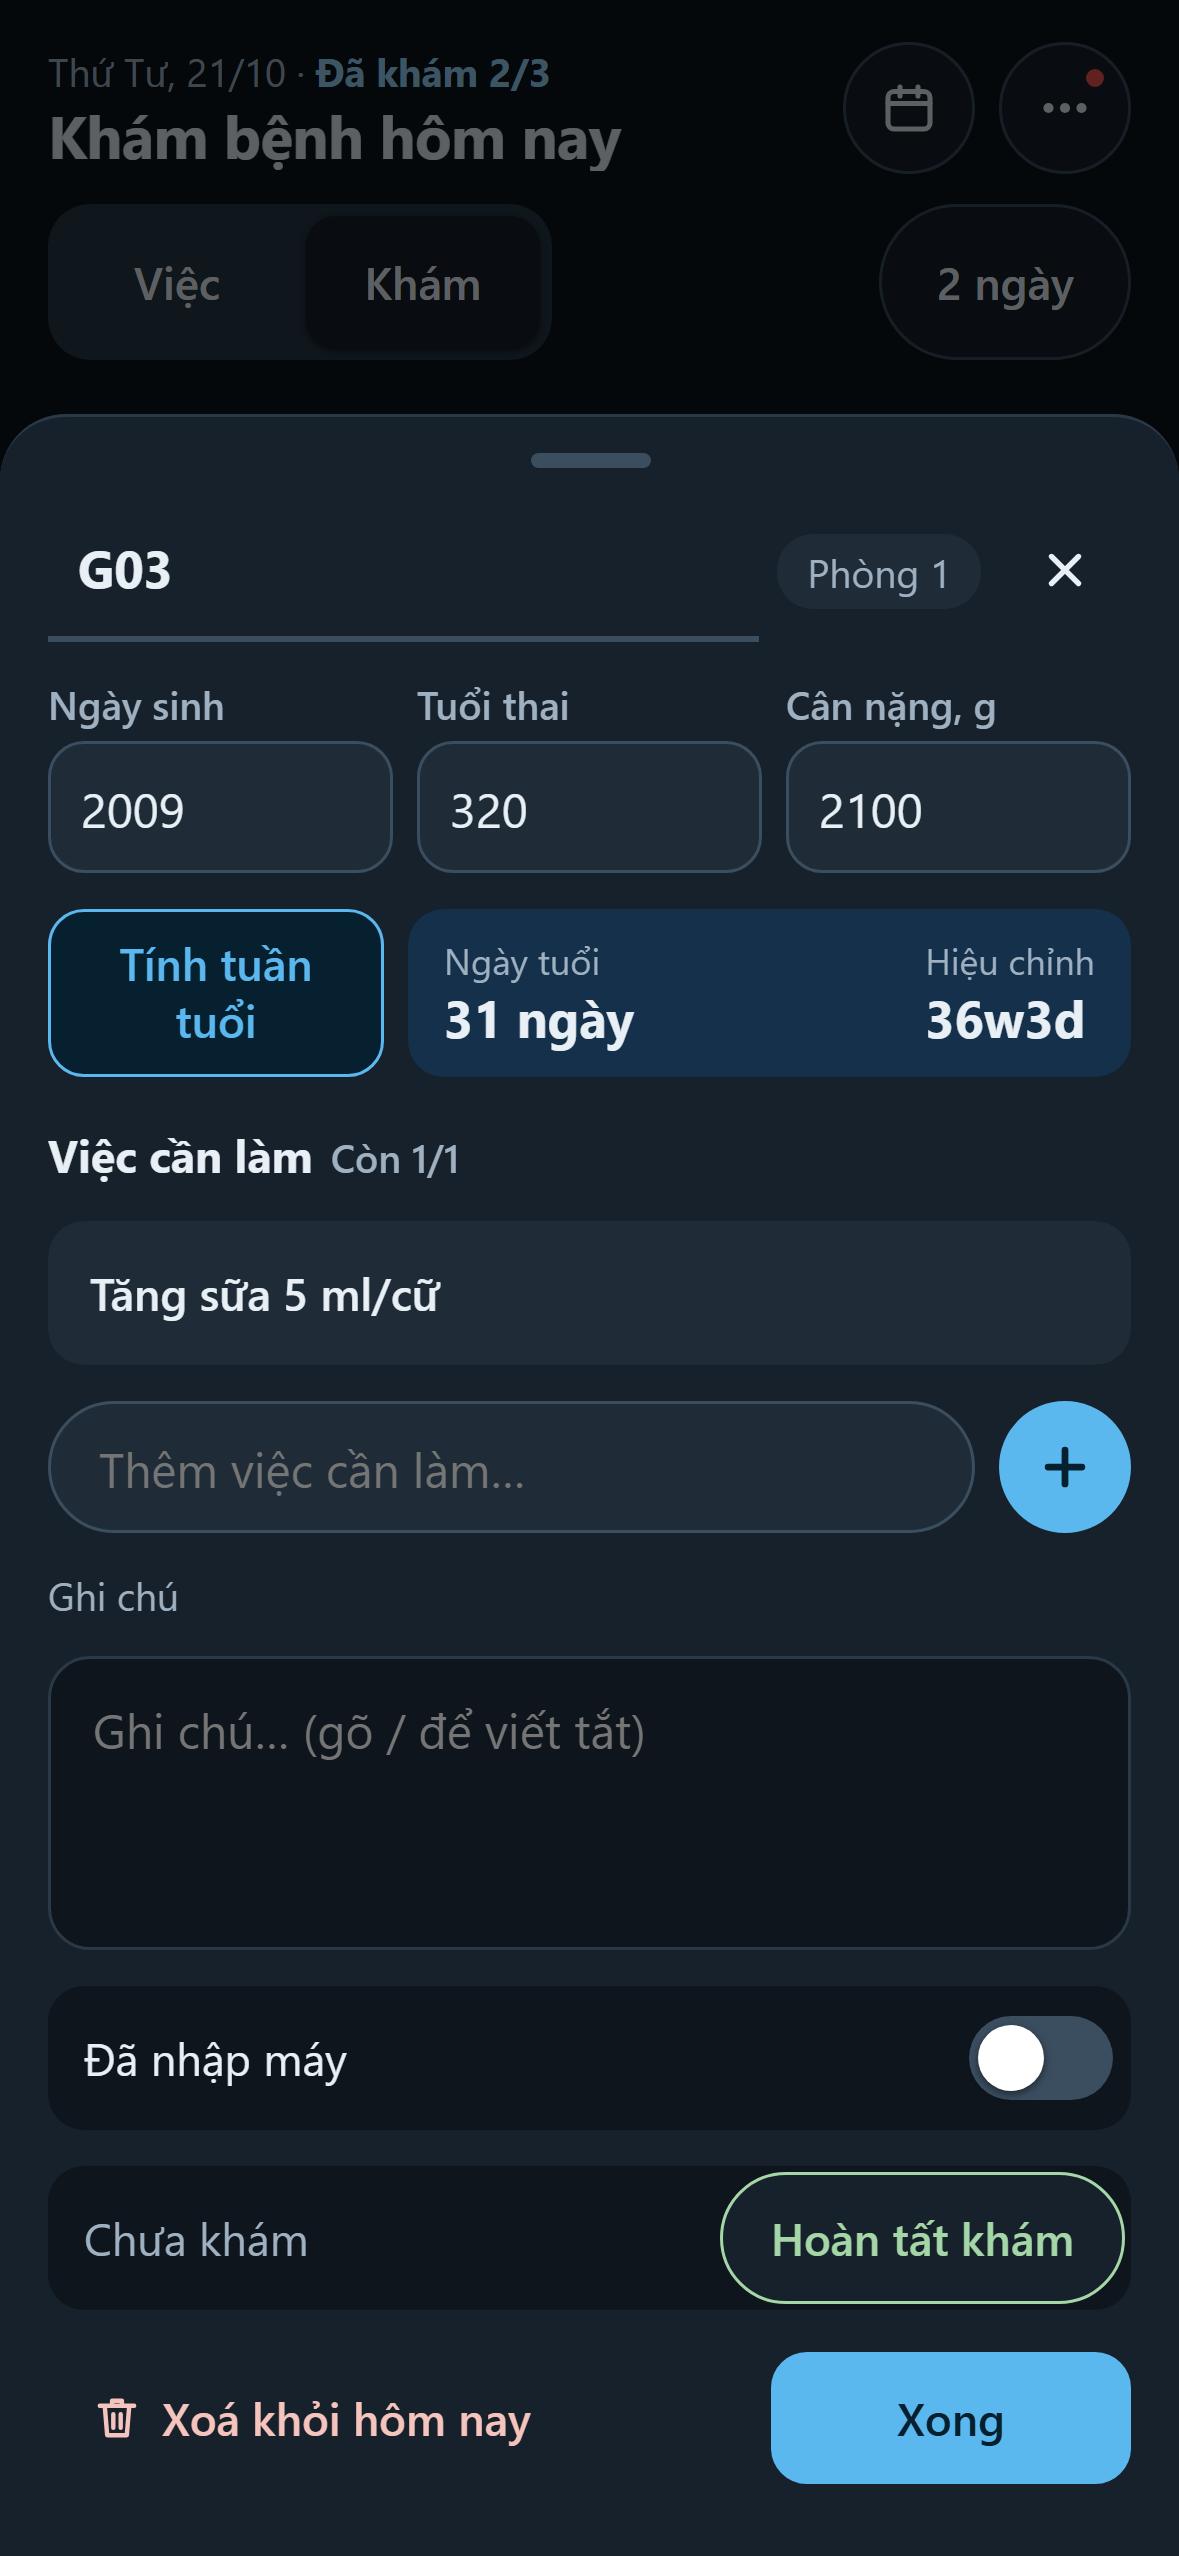 Thứ Tư, 21/10 · Đã khám 2/3
Khám bệnh hôm nay
Việc
Khám
2 ngày
G03
Phòng 1
Ngày sinh
Tuổi thai
Cân nặng, g
2009
320
2100
Tính tuần
tuổi
Ngày tuổi
31 ngày
Hiệu chỉnh
36w3d
Việc cần làm Còn 1/1
Tăng sữa 5 ml/cữ
Thêm việc cần làm...
Ghi chú
Ghi chú... (gõ / để viết tắt)
Đã nhập máy
Chưa khám
Hoàn tất khám
Xoá khỏi hôm nay
Xong